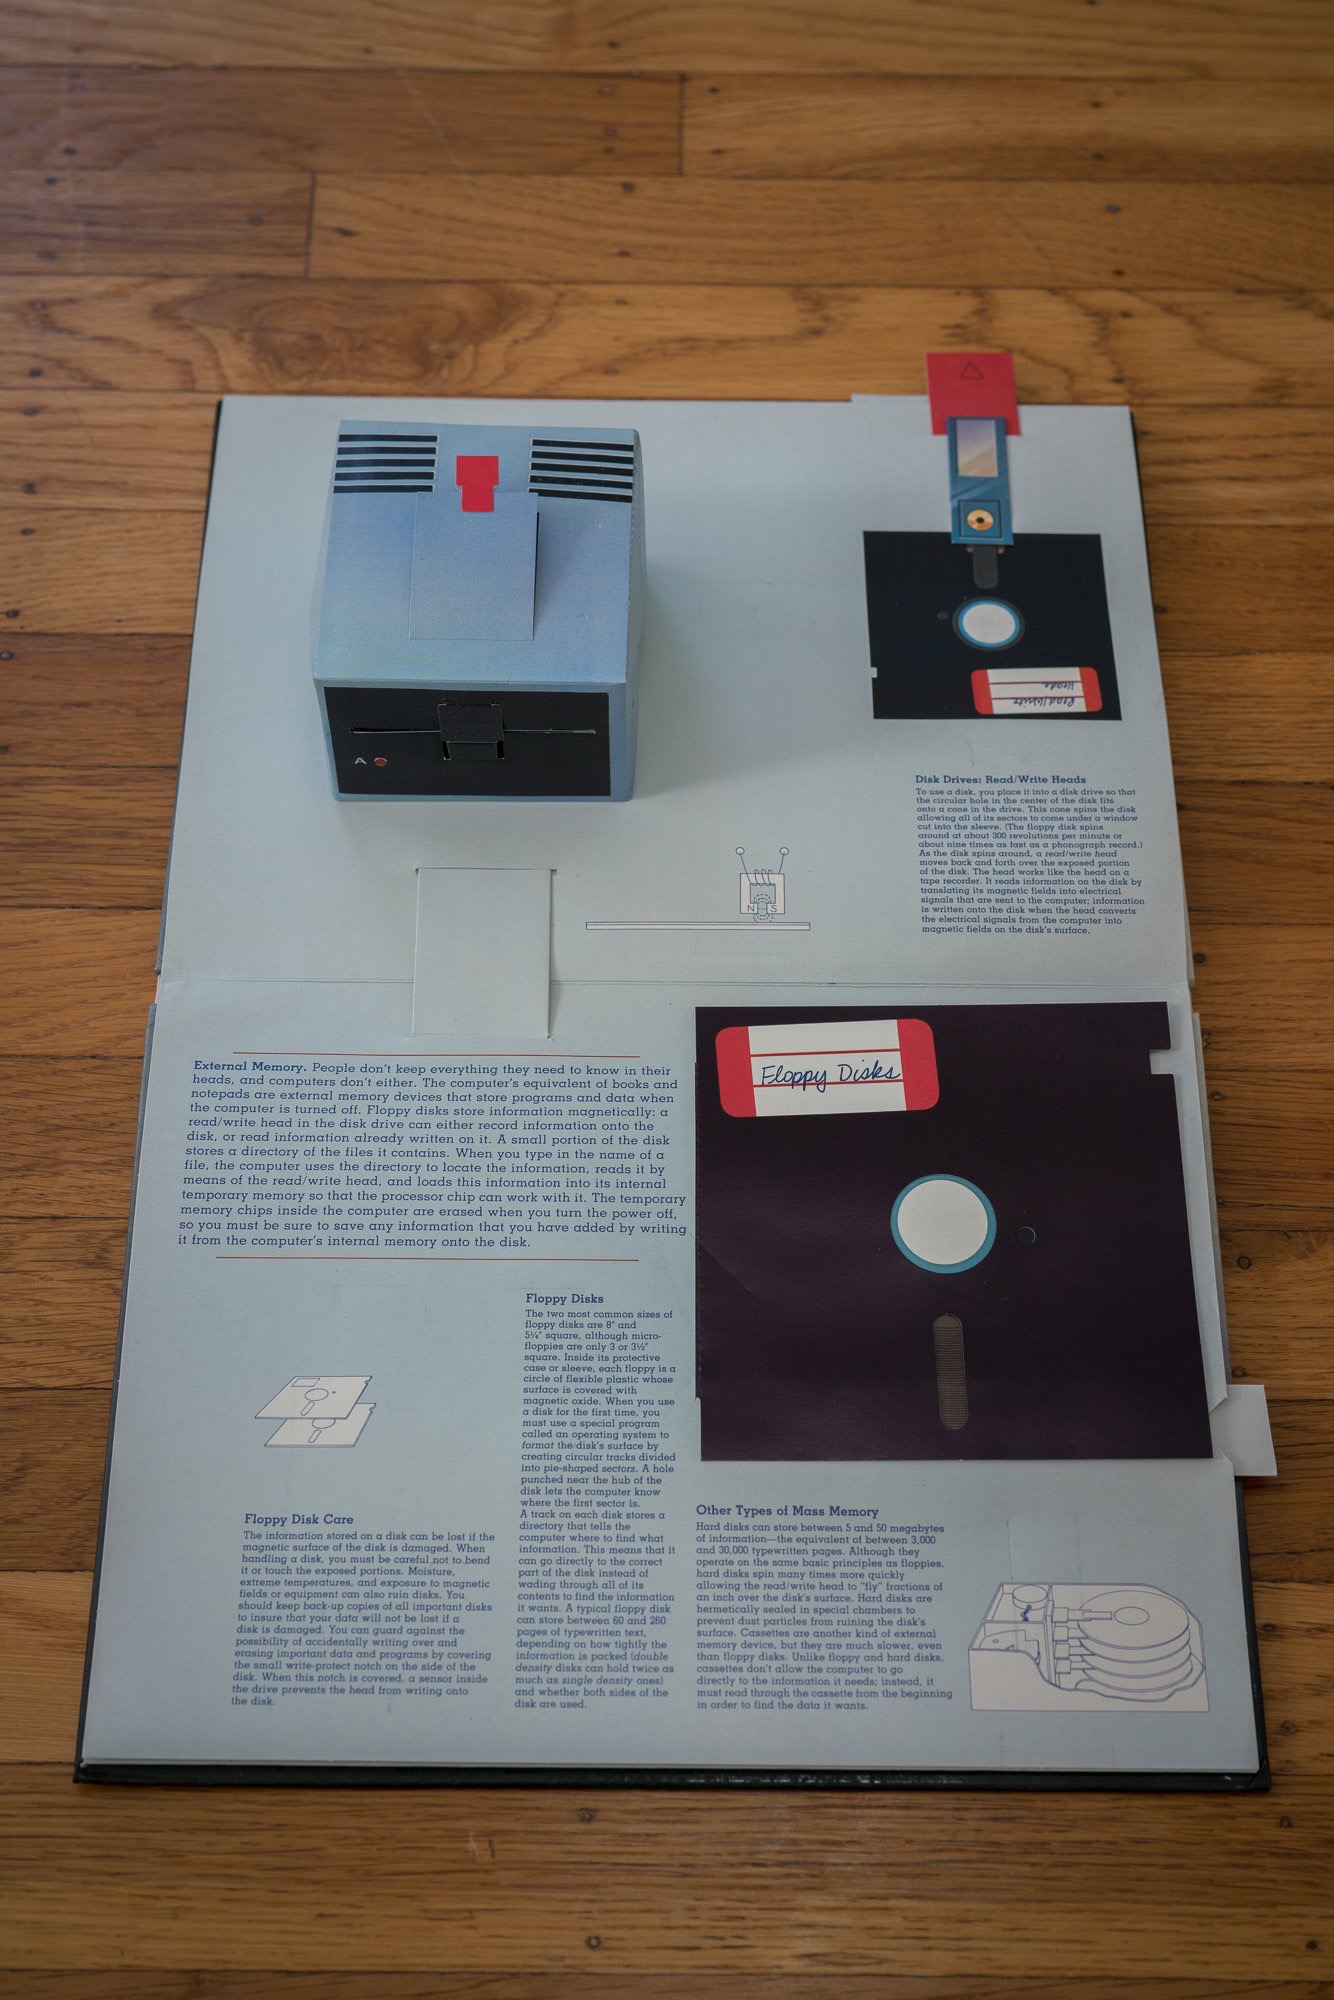 A
Read/Write
Heads
Disk Drives: Read/Write Heads
To use a disk, you place it into a disk drive so that
the circular hole in the center of the disk fits
onto a cone in the drive. This cone spins the disk
allowing all of its sectors to come under a window
cut into the sleeve. (The floppy disk spins
around at about 300 revolutions per minute or
about nine times as fast as a phonograph record.)
As the disk spins around, a read/write head
moves back and forth over the exposed portion
of the disk. The head works like the head on a
tape recorder. It reads information on the disk by
translating its magnetic fields into electrical
signals that are sent to the computer; information
is written onto the disk when the head converts
the electrical signals from the computer into
magnetic fields on the disk's surface.
N S
External Memory. People don't keep everything they need to know in their
heads, and computers don't either. The computer's equivalent of books and
notepads are external memory devices that store programs and data when
the computer is turned off. Floppy disks store information magnetically: a
read/write head in the disk drive can either record information onto the
disk, or read information already written on it. A small portion of the disk
stores a directory of the files it contains. When you type in the name of a
file, the computer uses the directory to locate the information, reads it by
means of the read/write head, and loads this information into its internal
temporary memory so that the processor chip can work with it. The temporary
memory chips inside the computer are erased when you turn the power off,
so you must be sure to save any information that you have added by writing
it from the computer's internal memory onto the disk.
Floppy Disks
Floppy Disk Care
The information stored on a disk can be lost if the
magnetic surface of the disk is damaged. When
handling a disk, you must be careful not to bend
it or touch the exposed portions. Moisture,
extreme temperatures, and exposure to magnetic
fields or equipment can also ruin disks. You
should keep back-up copies of all important disks
to insure that your data will not be lost if a
disk is damaged. You can guard against the
possibility of accidentally writing over and
erasing important data and programs by covering
the small write-protect notch on the side of the
disk. When this notch is covered, a sensor inside
the drive prevents the head from writing onto
the disk.
Floppy Disks
The two most common sizes of
floppy disks are 8" and
5¼" square, although micro-
floppies are only 3 or 3½"
square. Inside its protective
case or sleeve, each floppy is a
circle of flexible plastic whose
surface is covered with
magnetic oxide. When you use
a disk for the first time, you
must use a special program
called an operating system to
format the disk's surface by
creating circular tracks divided
into pie-shaped sectors. A hole
punched near the hub of the
disk lets the computer know
where the first sector is.
A track on each disk stores a
directory that tells the
computer where to find what
information. This means that it
can go directly to the correct
part of the disk instead of
wading through all of its
contents to find the information
it wants. A typical floppy disk
can store between 60 and 260
pages of typewritten text,
depending on how tightly the
information is packed (double
density disks can hold twice as
much as single density ones)
and whether both sides of the
disk are used.
Other Types of Mass Memory
Hard disks can store between 5 and 50 megabytes
of information—the equivalent of between 3,000
and 30,000 typewritten pages. Although they
operate on the same basic principles as floppies,
hard disks spin many times more quickly
allowing the read/write head to "fly" fractions of
an inch over the disk's surface. Hard disks are
hermetically sealed in special chambers to
prevent dust particles from ruining the disk's
surface. Cassettes are another kind of external
memory device, but they are much slower, even
than floppy disks. Unlike floppy and hard disks,
cassettes don't allow the computer to go
directly to the information it needs; instead, it
must read through the cassette from the beginning
in order to find the data it wants.